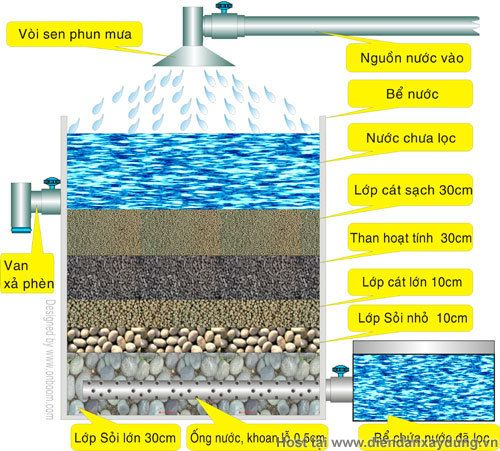 Vòi sen phun mưa
Nguồn nước vào
Bể nước
Nước chưa lọc
Lớp cát sạch 30cm
Than hoạt tính 30cm
Van
xả phèn
Lớp cát lớn 10cm
Lớp Sỏi nhỏ 10cm
Designed by www.onboom.com
Lớp Sỏi lớn 30cm
Ống nước, khoan lỗ 0.5cm
Bể chứa nước đã lọc
Host tại www.diendanxaydung.vn